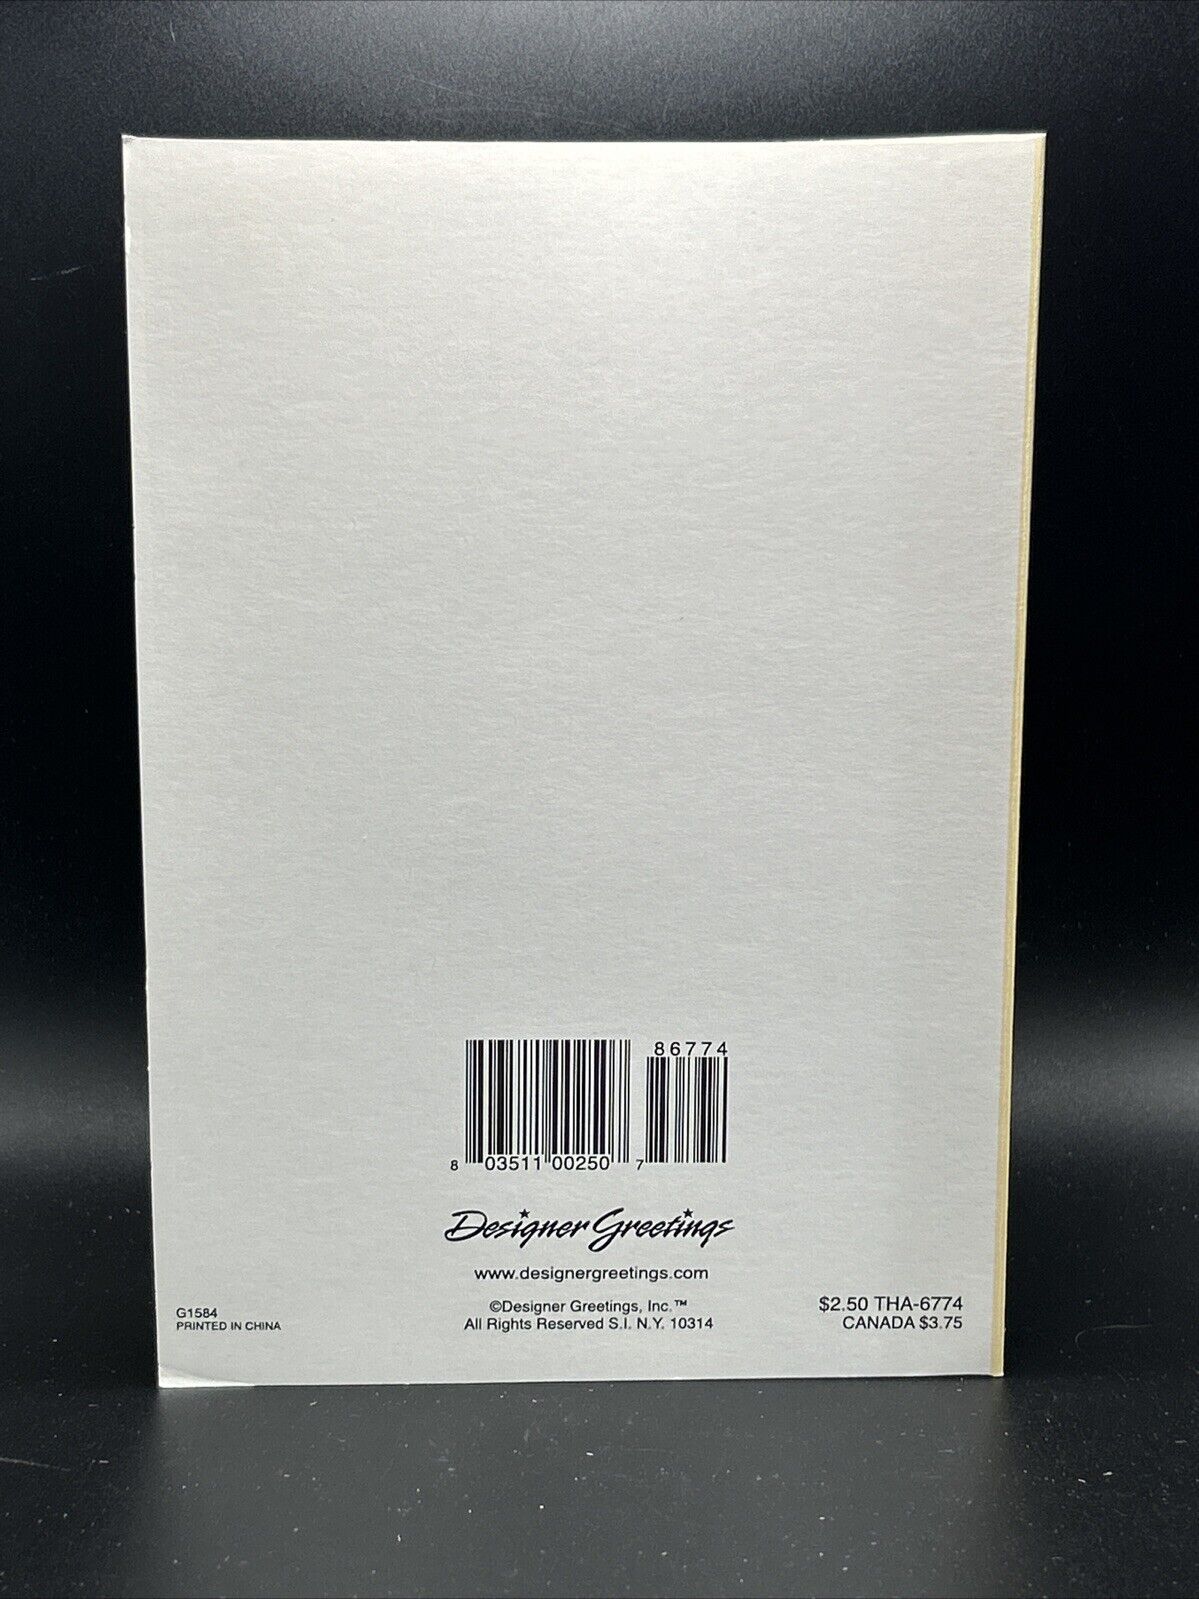 86774
8 03511 00250 7
Designer Greetings
www.designergreetings.com
©Designer Greetings, Inc.™
All Rights Reserved S.I. N.Y. 10314
G1584
PRINTED IN CHINA
$2.50 THA-6774
CANADA $3.75